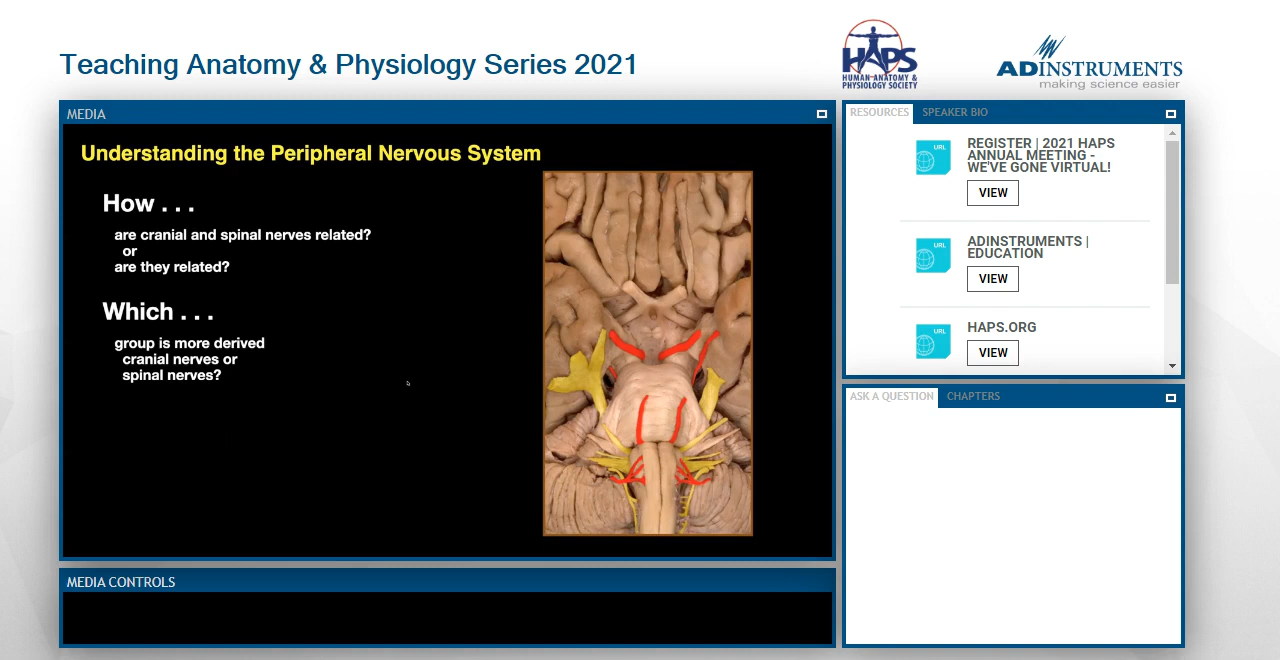 Teaching Anatomy & Physiology Series 2021
HAPS
HUMAN ANATOMY &
PHYSIOLOGY SOCIETY
ADINSTRUMENTS
making science easier
MEDIA
Understanding the Peripheral Nervous System
How . . .
are cranial and spinal nerves related?
or
are they related?
Which . . .
group is more derived
cranial nerves or
spinal nerves?
MEDIA CONTROLS
RESOURCES
SPEAKER BIO
URL
REGISTER | 2021 HAPS
ANNUAL MEETING -
WE'VE GONE VIRTUAL!
VIEW
URL
ADINSTRUMENTS |
EDUCATION
VIEW
URL
HAPS.ORG
VIEW
ASK A QUESTION
CHAPTERS